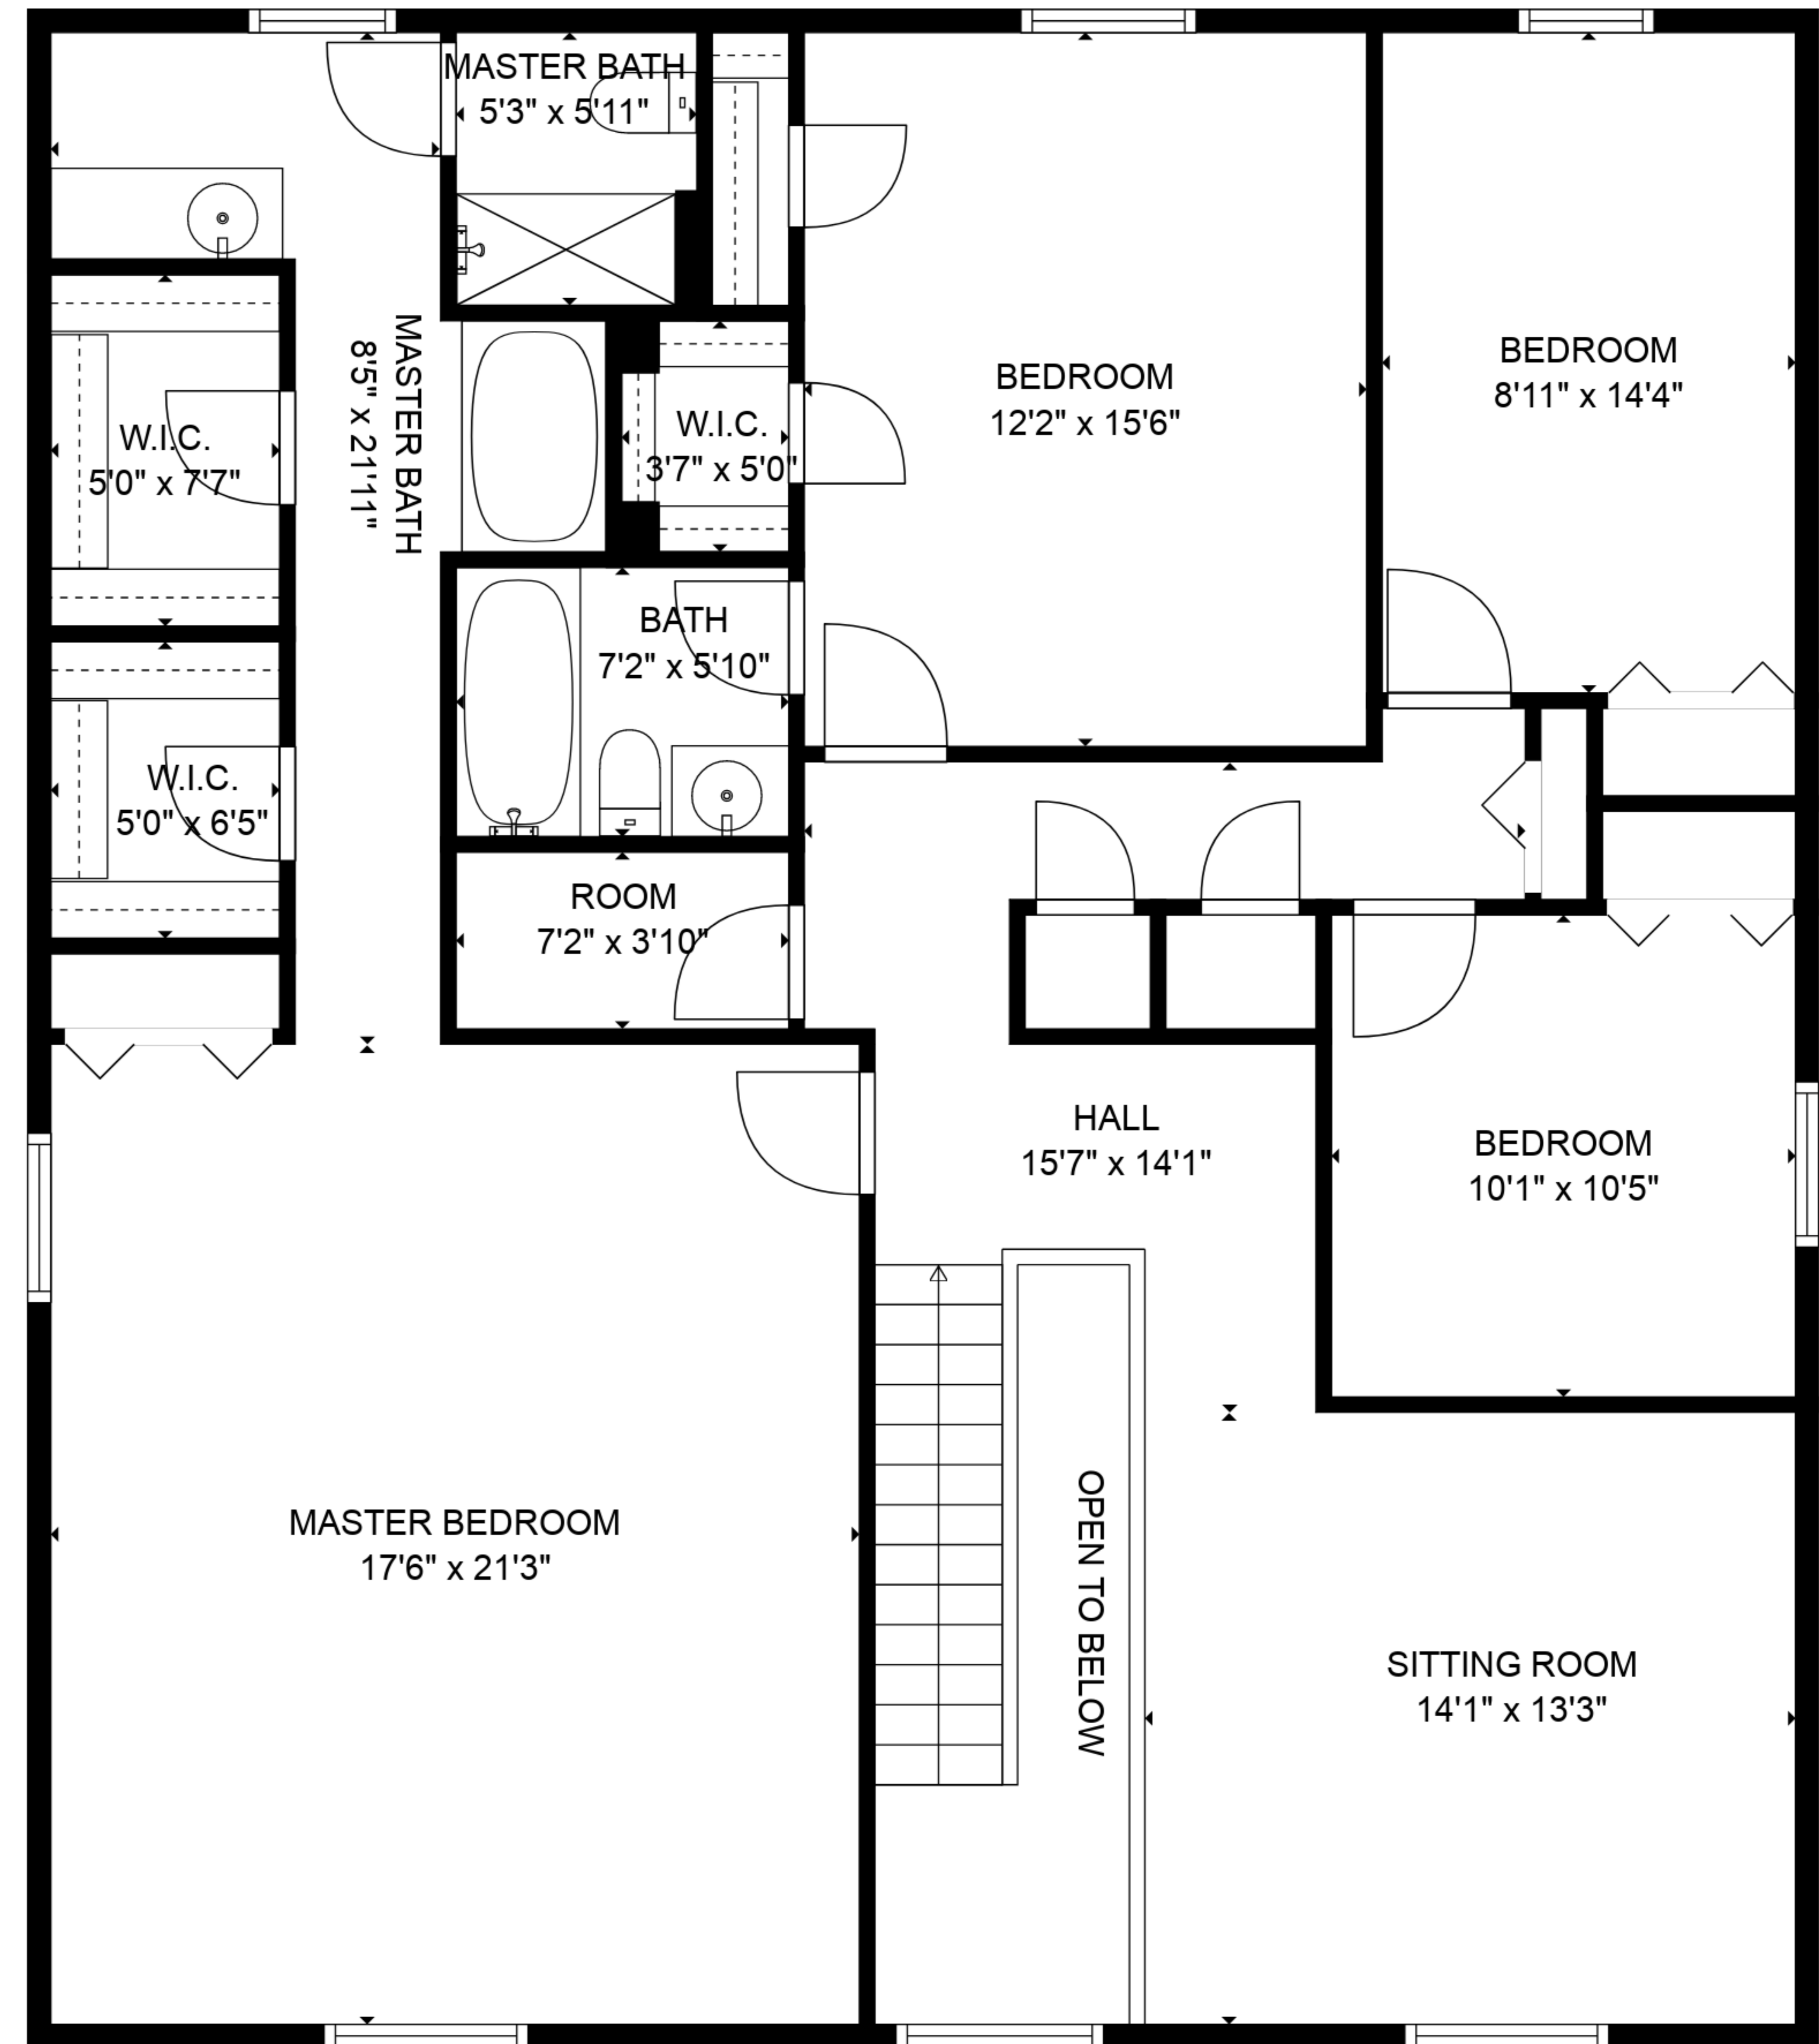 MASTER BATH
5'3" x 5'11"
BEDROOM
12'2" x 15'6"
BEDROOM
8'11" x 14'4"
MASTER BATH
8'5" x 21'11"
W.I.C.
5'0" x 7'7"
W.I.C.
3'7" x 5'0"
BATH
7'2" x 5'10"
W.I.C.
5'0" x 6'5"
ROOM
7'2" x 3'10"
HALL
15'7" x 14'1"
BEDROOM
10'1" x 10'5"
MASTER BEDROOM
17'6" x 21'3"
OPEN TO BELOW
SITTING ROOM
14'1" x 13'3"